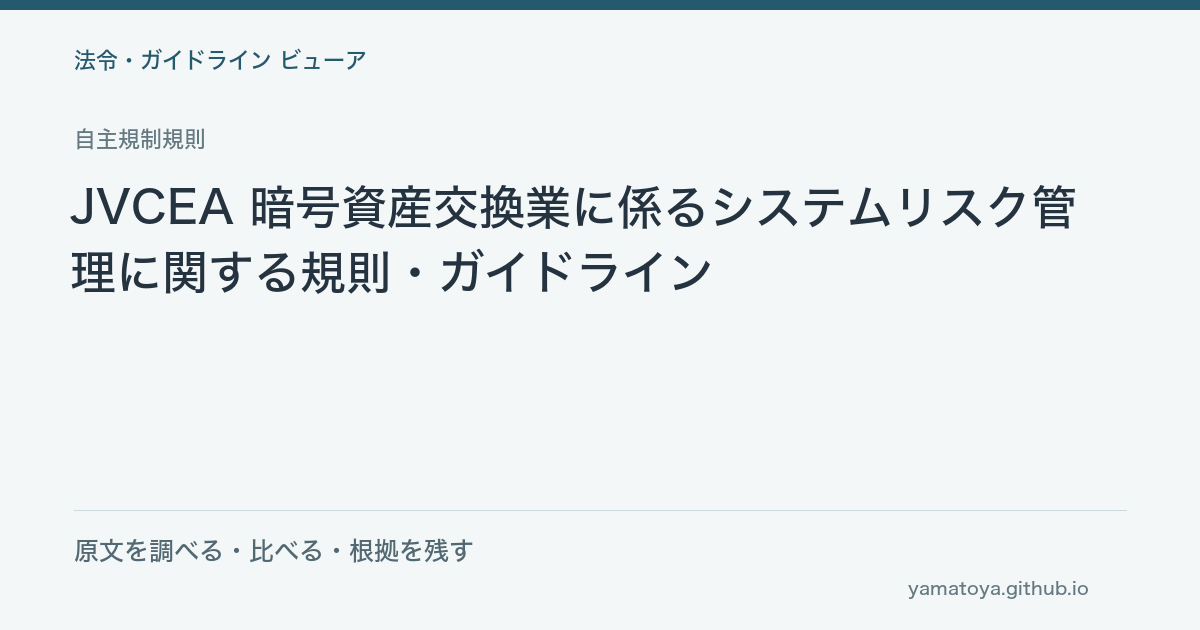 法令・ガイドライン ビューア
自主規制規則
JVCEA 暗号資産交換業に係るシステムリスク管
理に関する規則・ガイドライン
原文を調べる・比べる・根拠を残す
yamatoya.github.io